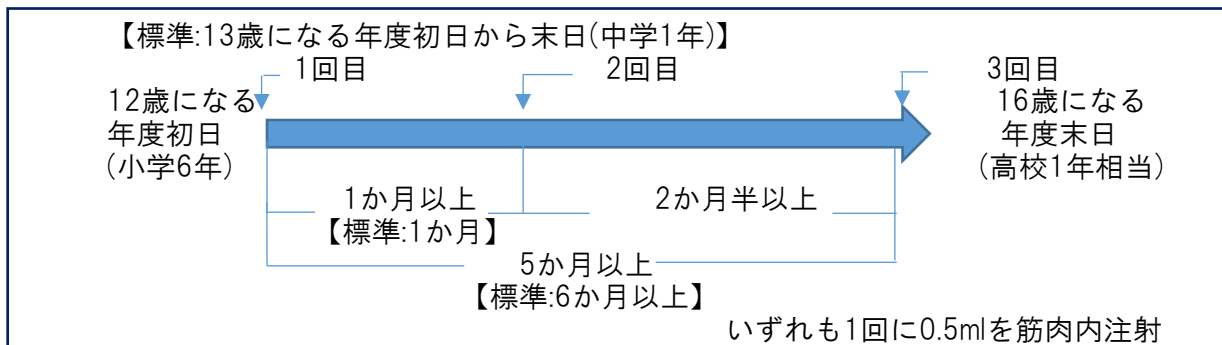 【標準:13歳になる年度初日から末日(中学1年)】
1回目
2回目
3回目
12歳になる
年度初日
(小学6年)
16歳になる
年度末日
(高校1年相当)
1か月以上
【標準:1か月】
2か月半以上
5か月以上
【標準:6か月以上】
いずれも1回に0.5mlを筋肉内注射